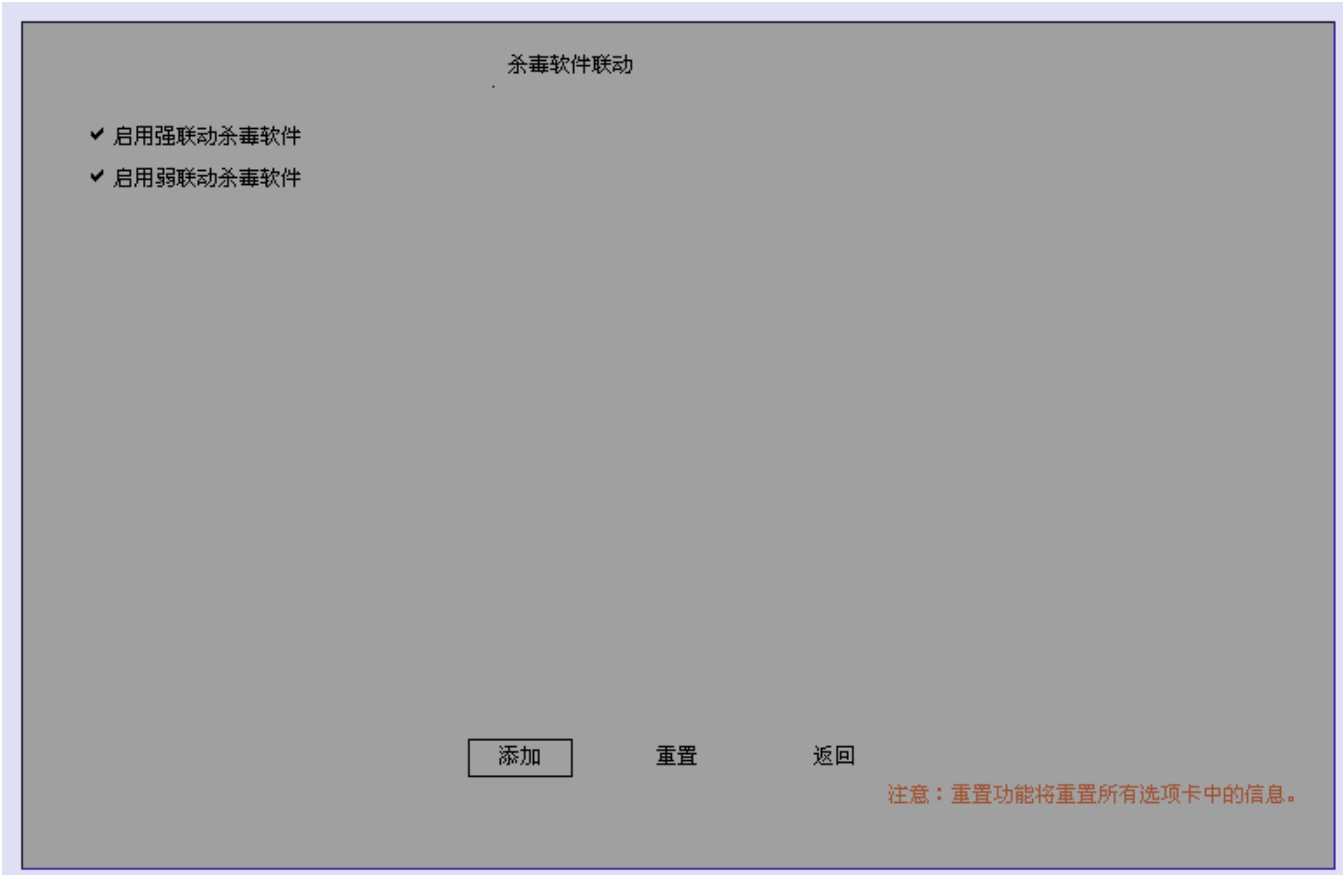 杀毒软件联动
启用强联动杀毒软件
启用弱联动杀毒软件
添加 重置 返回
注意：重置功能将重置所有选项卡中的信息。